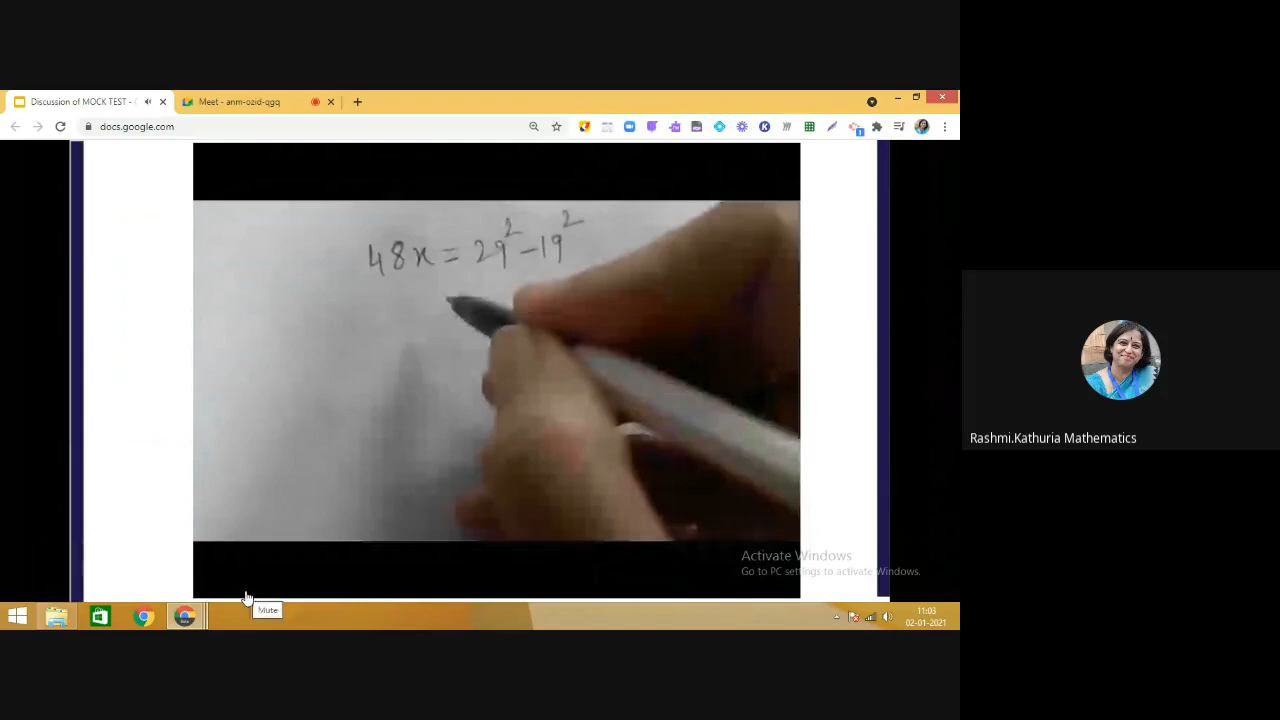 Discussion of MOCK TEST - (
Meet - anm-ozid-qgq
docs.google.com
48x = 29² - 19²
Rashmi.Kathuria Mathematics
Activate Windows
Go to PC settings to activate Windows.
Mute
11:03
02-01-2021